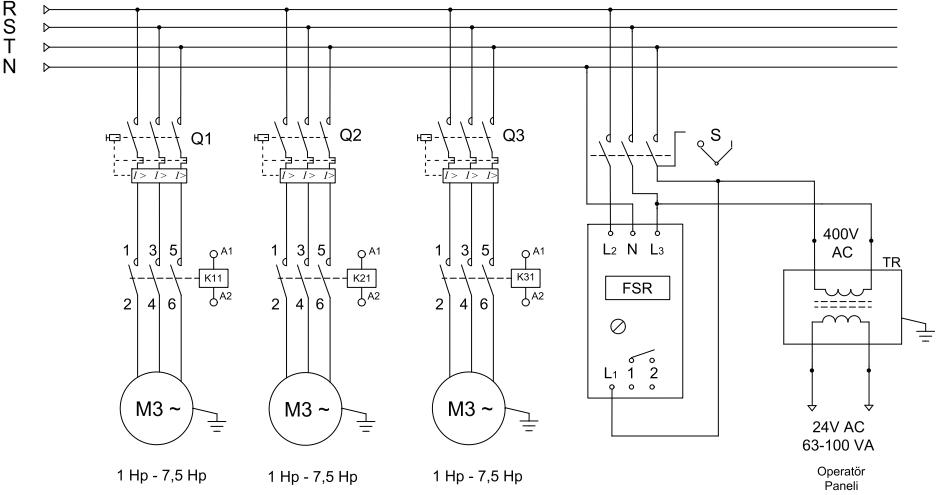 R
S
T
N
Q1
Q2
Q3
S
I > I > I >
I > I > I >
I > I > I >
1 3 5
A1
K11
A2
2 4 6
1 3 5
A1
K21
A2
2 4 6
1 3 5
A1
K31
A2
2 4 6
L2 N L3
FSR
L1 1 2
400V
AC
TR
M3 ~
M3 ~
M3 ~
1 Hp - 7,5 Hp
1 Hp - 7,5 Hp
1 Hp - 7,5 Hp
24V AC
63-100 VA
Operatör
Paneli